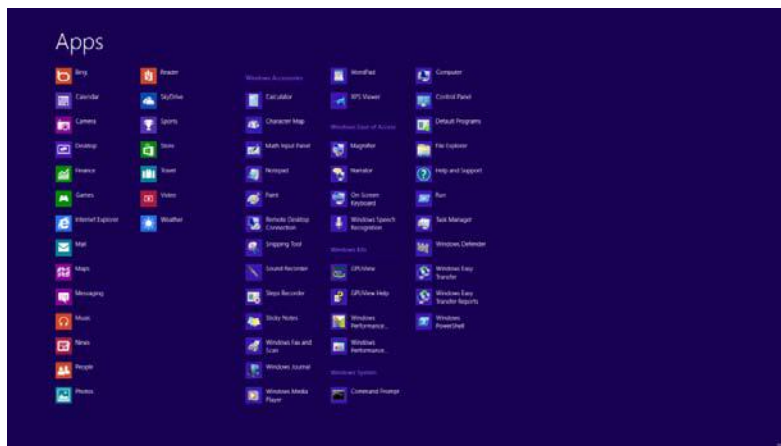 Apps
Bing
Calendar
Camera
Desktop
Finance
Games
Internet Explorer
Mail
Maps
Messaging
Music
News
People
Photos
Reader
SkyDrive
Sports
Store
Travel
Video
Weather
Windows Accessories
Calculator
Character Map
Math Input Panel
Notepad
Paint
Remote Desktop
Connection
Snipping Tool
Sound Recorder
Steps Recorder
Sticky Notes
Windows Fax and
Scan
Windows Journal
Windows Media
Player
WordPad
XPS Viewer
Windows Ease of Access
Magnifier
Narrator
On-Screen
Keyboard
Windows Speech
Recognition
Windows Kits
GPUView
GPUView Help
Windows
Performance...
Windows
Performance...
Windows System
Command Prompt
Computer
Control Panel
Default Programs
File Explorer
Help and Support
Run
Task Manager
Windows Defender
Windows Easy
Transfer
Windows Easy
Transfer Reports
Windows
PowerShell